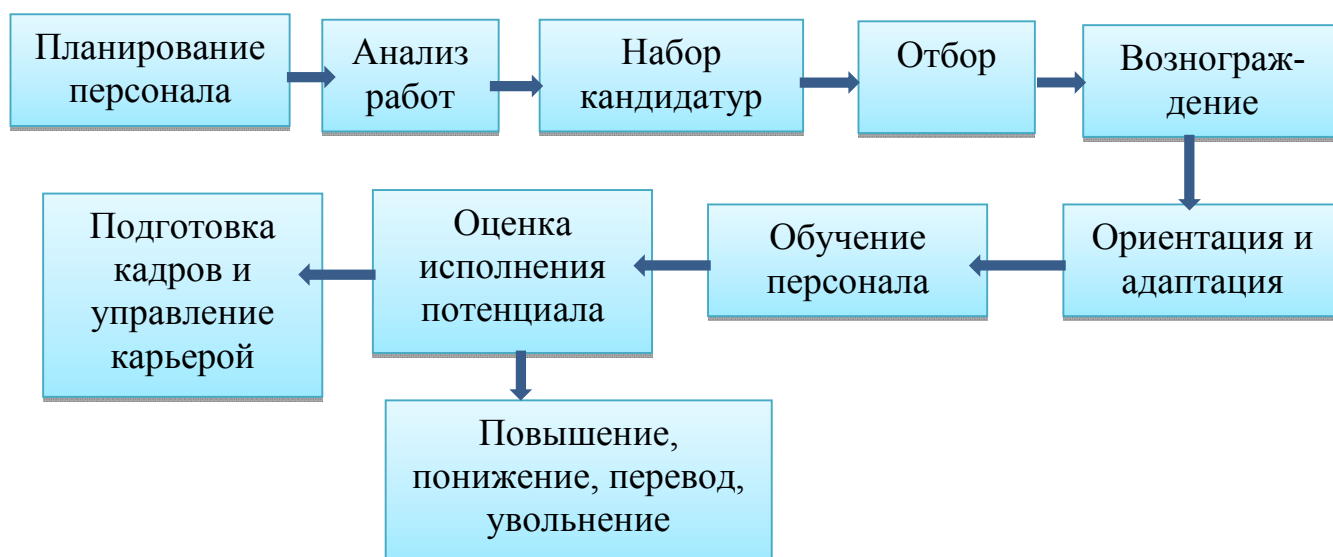 Планирование
персонала
Анализ
работ
Набор
кандидатур
Отбор
Вознограж-
дение
Ориентация и
адаптация
Обучение
персонала
Оценка
исполнения
потенциала
Подготовка
кадров и
управление
карьерой
Повышение,
понижение, перевод,
увольнение